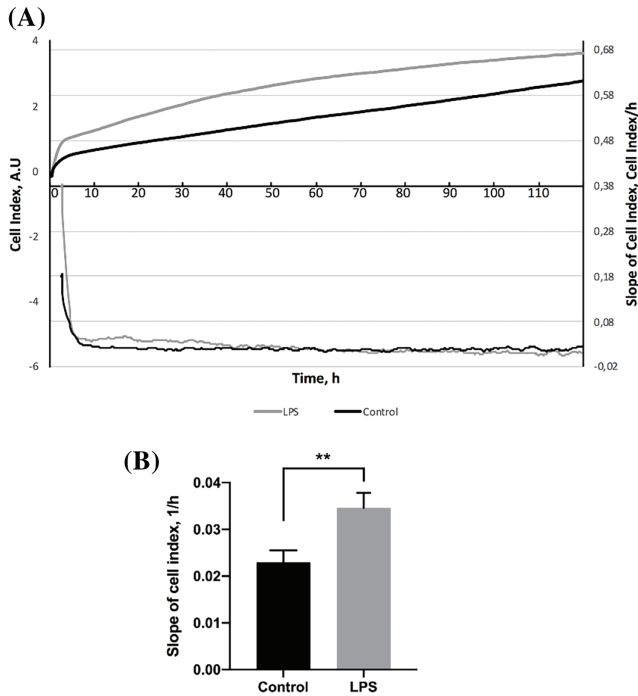 (A)
4
2
0
-2
-4
-6
Cell Index, A.U
0 10 20 30 40 50 60 70 80 90 100 110
0,68
0,58
0,48
0,38
0,28
0,18
0,08
-0,02
Slope of Cell Index, Cell Index/h
Time, h
LPS Control
(B)
**
0.04
0.03
0.02
0.01
0.00
Slope of cell index, 1/h
Control LPS